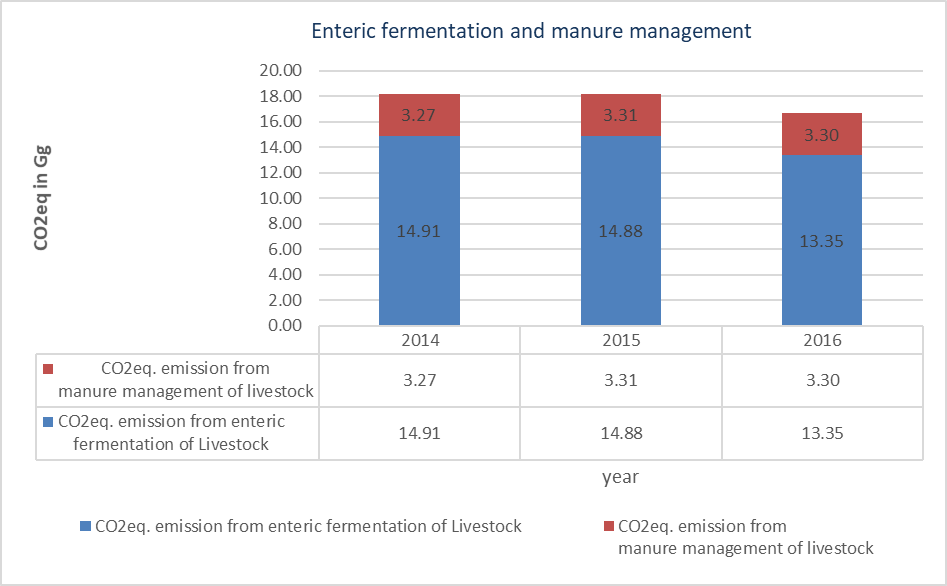 Enteric fermentation and manure management
CO2eq in Gg
20.00
18.00
16.00
14.00
12.00
10.00
8.00
6.00
4.00
2.00
0.00
3.27
3.31
3.30
14.91
14.88
13.35
2014 2015 2016
CO2eq. emission from
manure management of livestock
3.27 3.31 3.30
CO2eq. emission from enteric
fermentation of Livestock
14.91 14.88 13.35
year
CO2eq. emission from enteric fermentation of Livestock
CO2eq. emission from
manure management of livestock